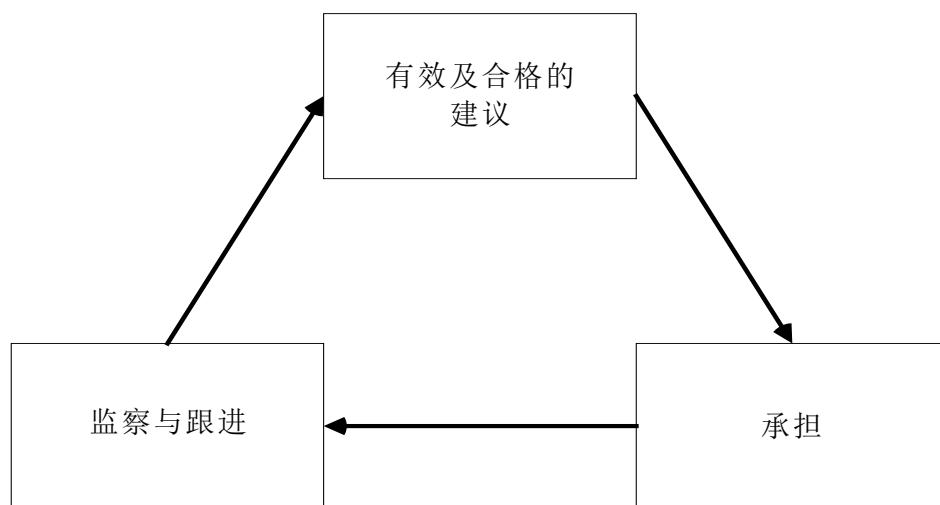 有效及合格的
建议
监察与跟进
承担